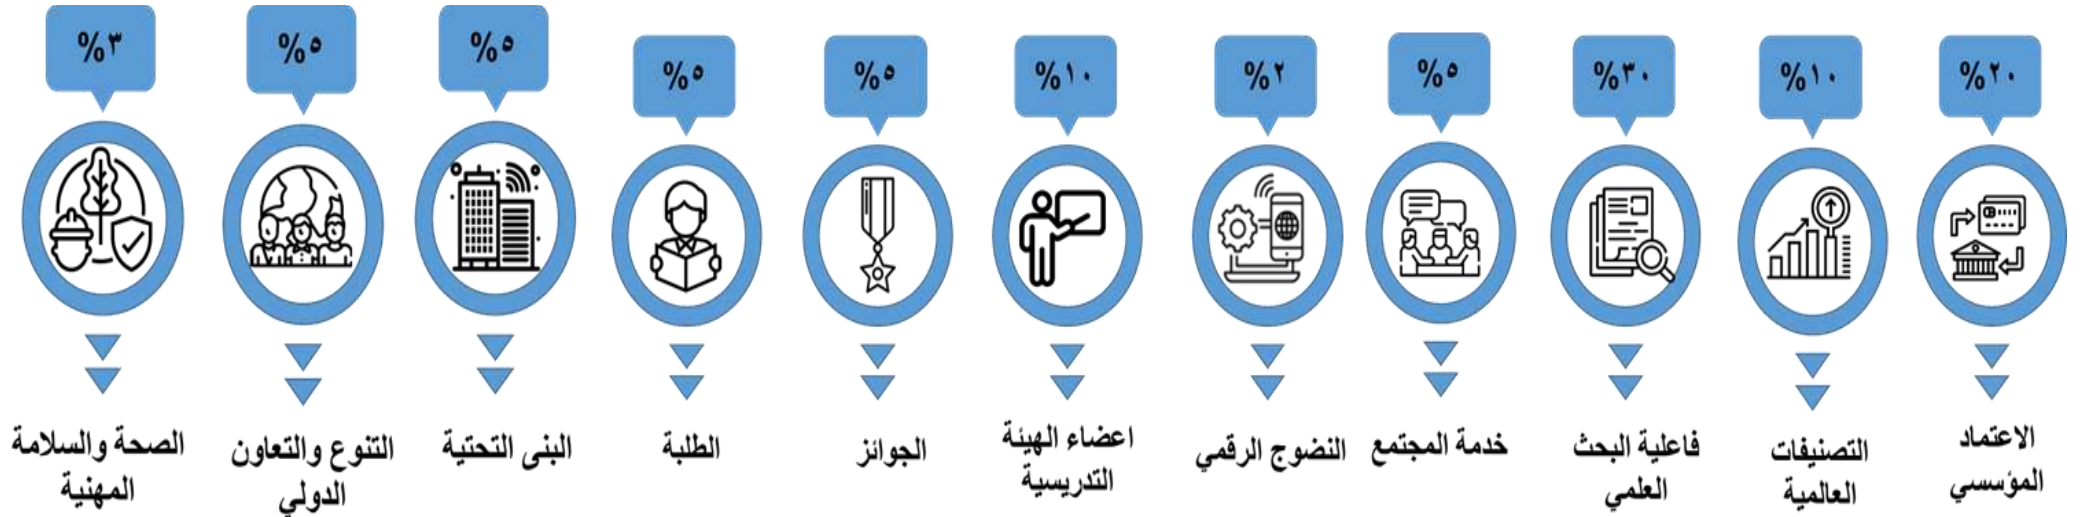 %٢٠
%١٠
%٣٠
%٥
%٢
%١٠
%٥
%٥
%٥
%٥
%٣
الاعتماد
المؤسسي
التصنيفات
العالمية
فاعلية البحث
العلمي
خدمة المجتمع
النضوج الرقمي
اعضاء الهيئة
التدريسية
الجوائز
الطلبة
البنى التحتية
التنوع والتعاون
الدولي
الصحة والسلامة
المهنية